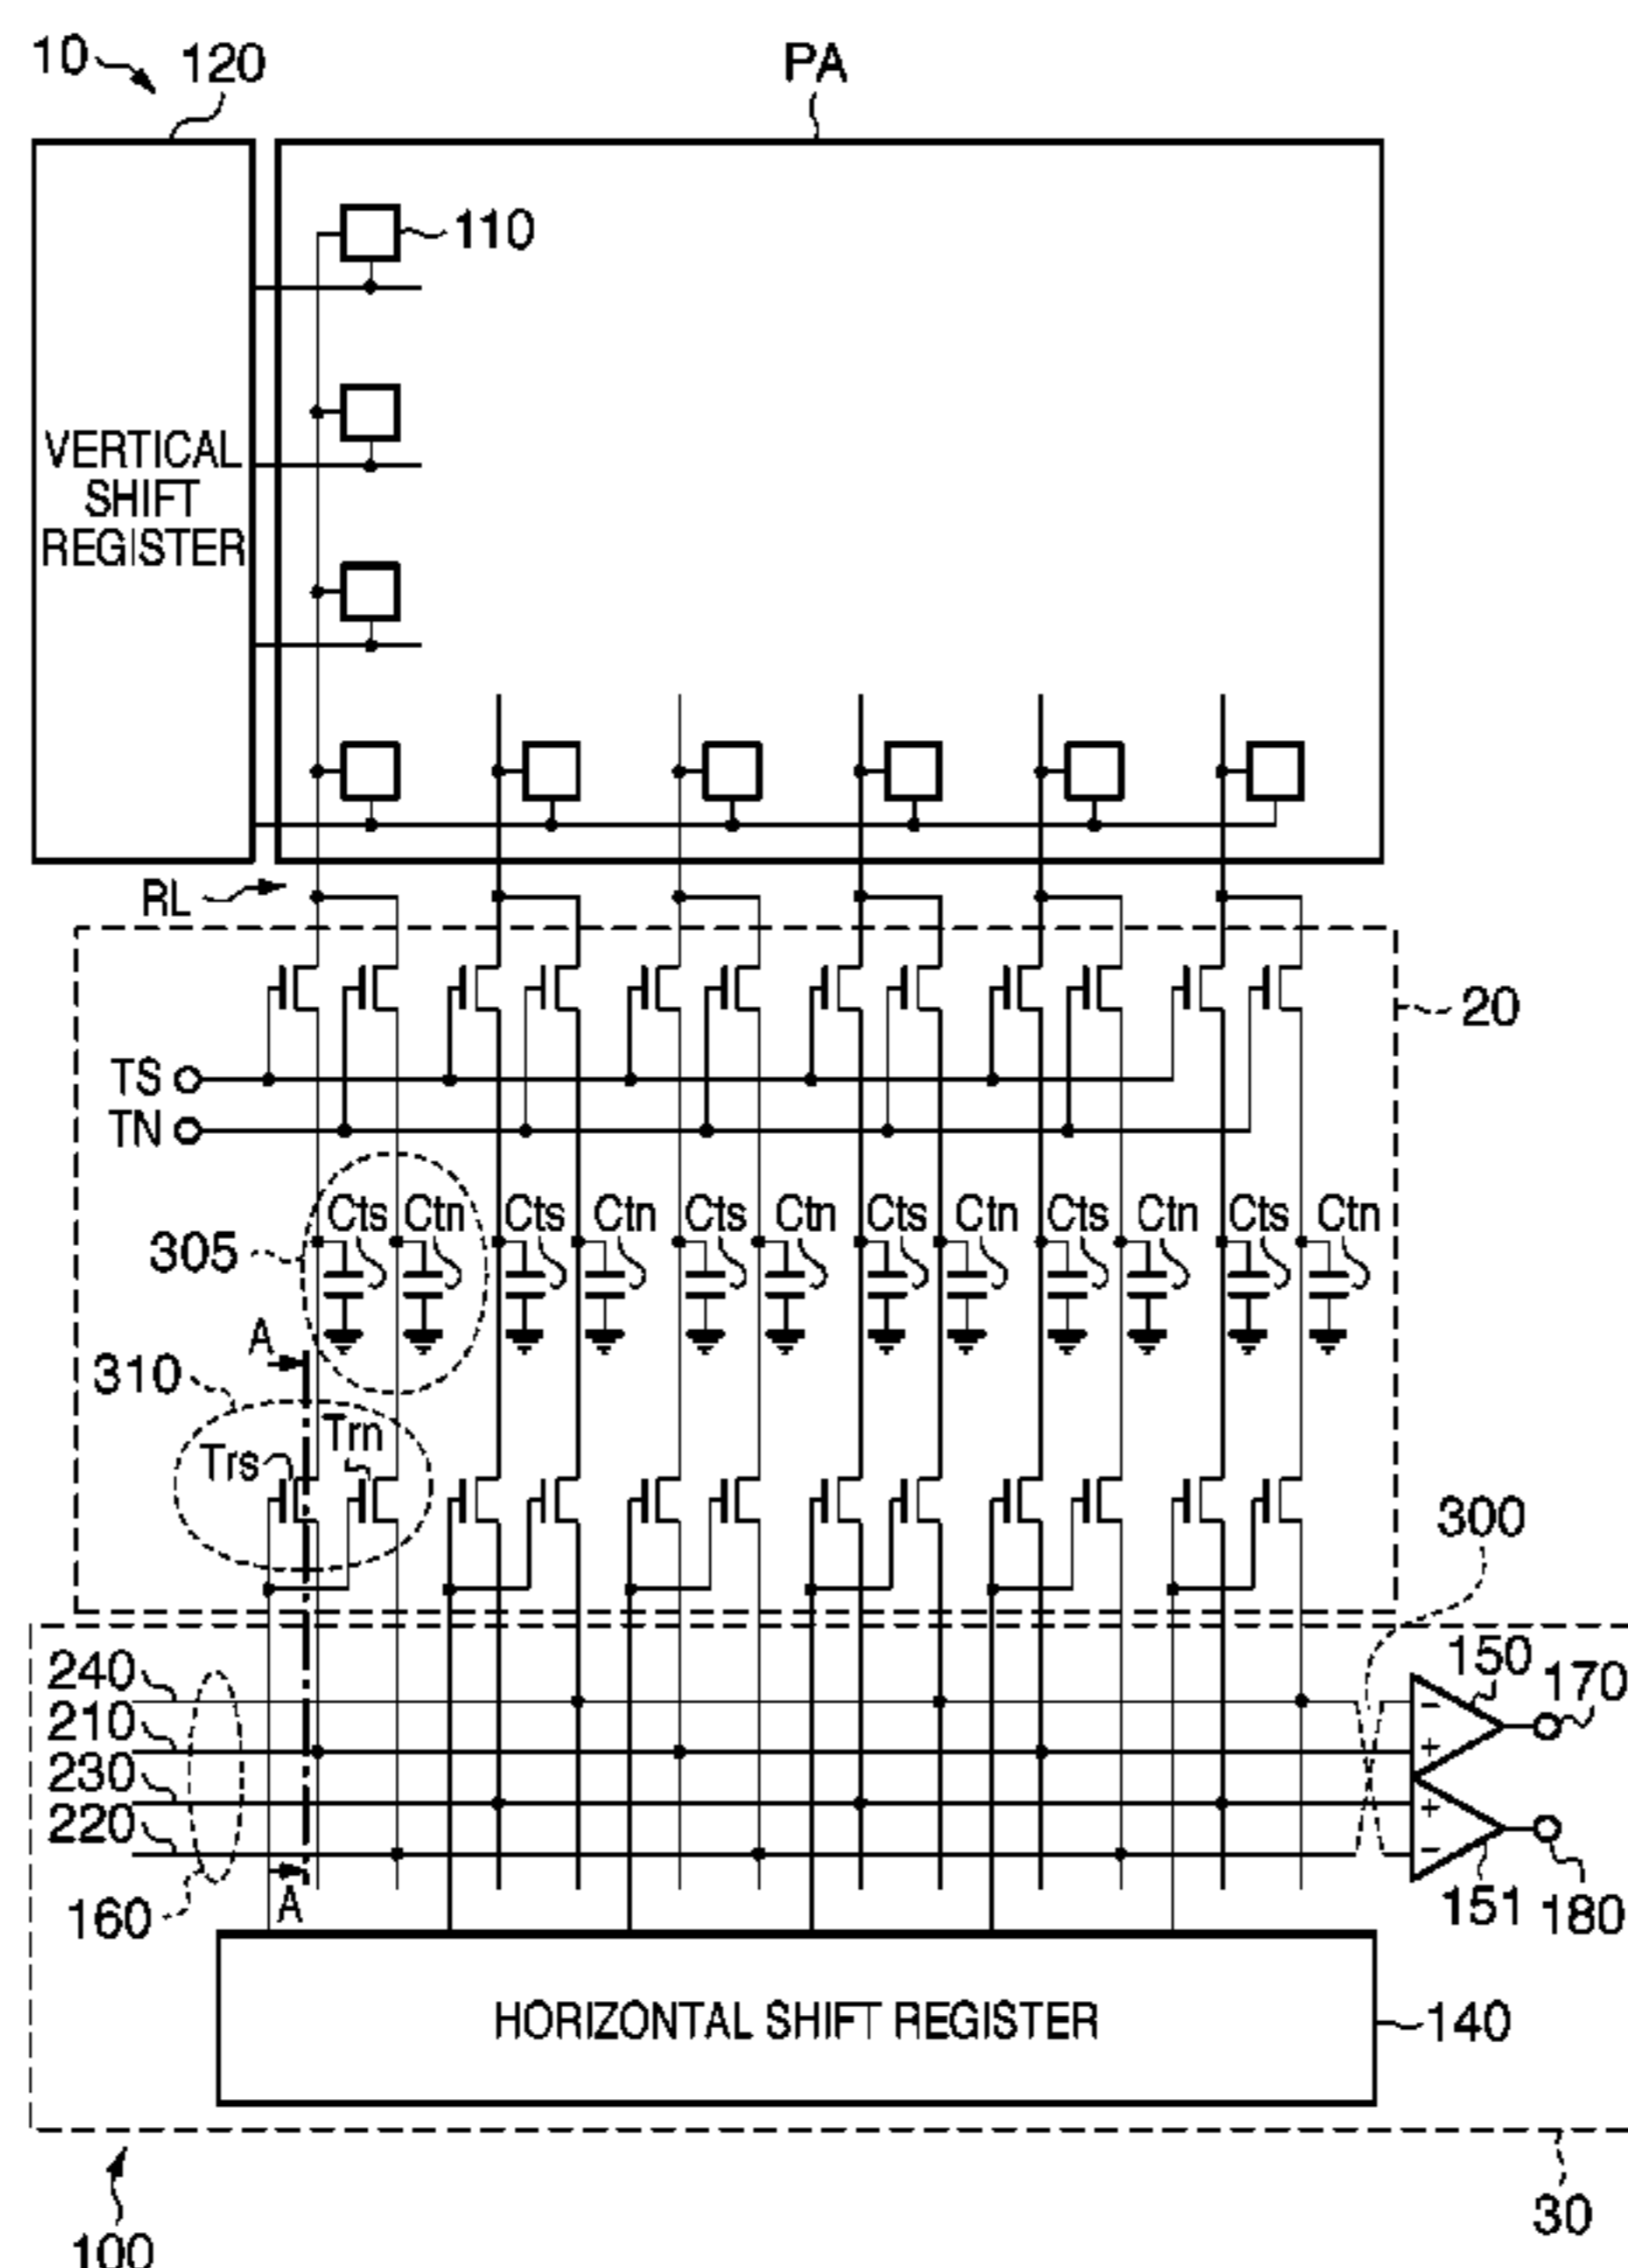 10
120
PA
110
VERTICAL
SHIFT
REGISTER
RL
20
TS
TN
Cts Ctn Cts Ctn Cts Ctn Cts Ctn Cts Ctn Cts Ctn
305
A
310
Trs
Trn
300
240
150
170
210
230
220
- + + -
160
A
151
180
HORIZONTAL SHIFT REGISTER
140
30
100